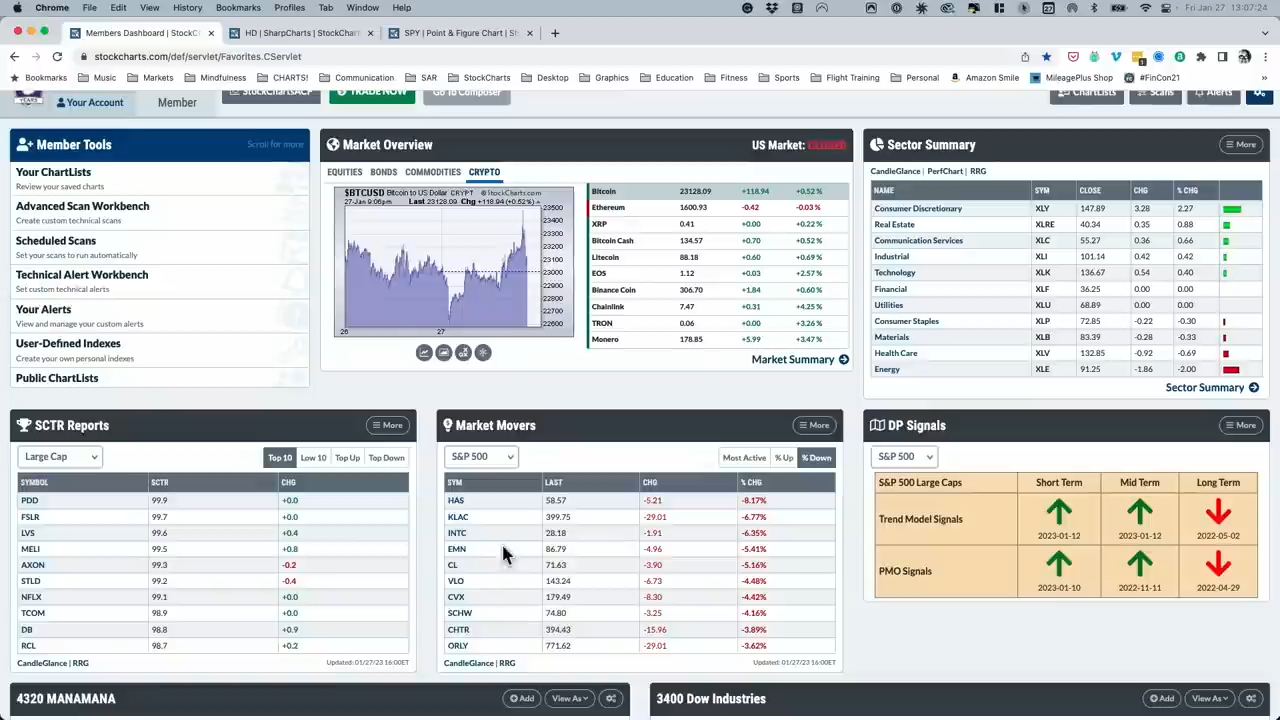 Chrome File Edit View History Bookmarks Profiles Tab Window Help Fri Jan 27 13:07:24
Members Dashboard | StockC HD | SharpCharts | StockChart SPY | Point & Figure Chart | St
stockcharts.com/def/servlet/Favorites.CServlet
Bookmarks Music Markets Mindfulness CHARTS! Communication SAR StockCharts Desktop Graphics Education Fitness Sports Flight Training Personal Amazon Smile MileagePlus Shop #FinCon21
YEARS Your Account Member StockChartsACP TRADE NOW Go To Composer ChartLists Scans Alerts
Member Tools Scroll for more
Your ChartLists
Review your saved charts
Advanced Scan Workbench
Create custom technical scans
Scheduled Scans
Set your scans to run automatically
Technical Alert Workbench
Set custom technical alerts
Your Alerts
View and manage your custom alerts
User-Defined Indexes
Create your own personal indexes
Public ChartLists
Market Overview US Market: CLOSED
EQUITIES BONDS COMMODITIES CRYPTO
$BTCUSD Bitcoin to US Dollar CRYPT © StockCharts.com
27-Jan 9:06pm Last 23128.09 Chg +118.94 (+0.52%)
23500
23400
23300
23200
23100
23000
22900
22800
22700
22600
26 27
Bitcoin 23128.09 +118.94 +0.52 %
Ethereum 1600.93 -0.42 -0.03 %
XRP 0.41 +0.00 +0.22 %
Bitcoin Cash 134.57 +0.70 +0.52 %
Litecoin 88.18 +0.60 +0.69 %
EOS 1.12 +0.03 +2.57 %
Binance Coin 306.70 +1.84 +0.60 %
Chainlink 7.47 +0.31 +4.25 %
TRON 0.06 +0.00 +3.26 %
Monero 178.85 +5.99 +3.47 %
Market Summary
Sector Summary More
CandleGlance | PerfChart | RRG
NAME SYM CLOSE CHG % CHG
Consumer Discretionary XLY 147.89 3.28 2.27
Real Estate XLRE 40.34 0.35 0.88
Communication Services XLC 55.27 0.36 0.66
Industrial XLI 101.14 0.42 0.42
Technology XLK 136.67 0.54 0.40
Financial XLF 36.25 0.00 0.00
Utilities XLU 68.89 0.00 0.00
Consumer Staples XLP 72.85 -0.22 -0.30
Materials XLB 83.39 -0.28 -0.33
Health Care XLV 132.85 -0.92 -0.69
Energy XLE 91.25 -1.86 -2.00
Sector Summary
SCTR Reports More
Large Cap Top 10 Low 10 Top Up Top Down
SYMBOL SCTR CHG
PDD 99.9 +0.0
FSLR 99.7 +0.0
LVS 99.6 +0.4
MELI 99.5 +0.8
AXON 99.3 -0.2
STLD 99.2 -0.4
NFLX 99.1 +0.0
TCOM 98.9 +0.0
DB 98.8 +0.9
RCL 98.7 +0.2
CandleGlance | RRG Updated: 01/27/23 16:00ET
Market Movers More
S&P 500 Most Active % Up % Down
SYM LAST CHG % CHG
HAS 58.57 -5.21 -8.17%
KLAC 399.75 -29.01 -6.77%
INTC 28.18 -1.91 -6.35%
EMN 86.79 -4.96 -5.41%
CL 71.63 -3.90 -5.16%
VLO 143.24 -6.73 -4.48%
CVX 179.49 -8.30 -4.42%
SCHW 74.80 -3.25 -4.16%
CHTR 394.43 -15.96 -3.89%
ORLY 771.62 -29.01 -3.62%
CandleGlance | RRG Updated: 01/27/23 16:00ET
DP Signals More
S&P 500
S&P 500 Large Caps Short Term Mid Term Long Term
Trend Model Signals 2023-01-12 2023-01-12 2022-05-02
PMO Signals 2023-01-10 2022-11-11 2022-04-29
4320 MANAMANA Add View As
3400 Dow Industries Add View As